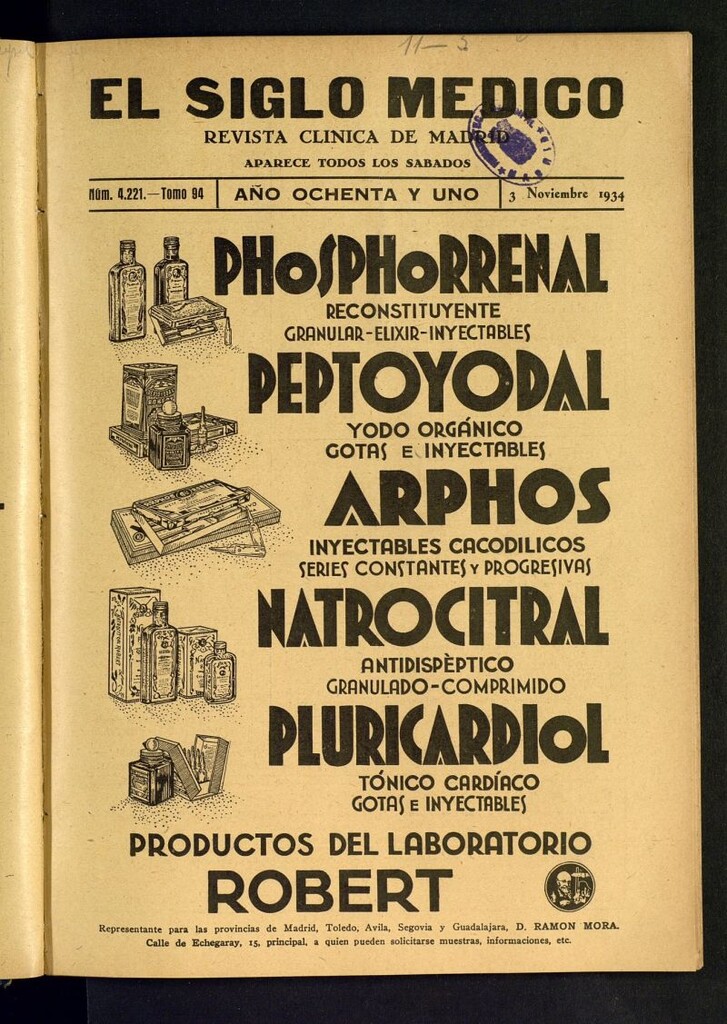 11-3
EL SIGLO MEDICO
REVISTA CLINICA DE MADRID
APARECE TODOS LOS SABADOS
Núm. 4.221.—Tomo 94
AÑO OCHENTA Y UNO
3 Noviembre 1934
PHOSPHORRENAL
RECONSTITUYENTE
GRANULAR-ELIXIR-INYECTABLES
PEPTOYODAL
YODO ORGÁNICO
GOTAS E INYECTABLES
ARPHOS
INYECTABLES CACODILICOS
SERIES CONSTANTES Y PROGRESIVAS
NATROCITRAL
ANTIDISPÈPTICO
GRANULADO-COMPRIMIDO
PLURICARDIOL
TÓNICO CARDÍACO
GOTAS E INYECTABLES
PRODUCTOS DEL LABORATORIO
ROBERT
Representante para las provincias de Madrid, Toledo, Avila, Segovia y Guadalajara, D. RAMON MORA.
Calle de Echegaray, 15, principal, a quien pueden solicitarse muestras, informaciones, etc.